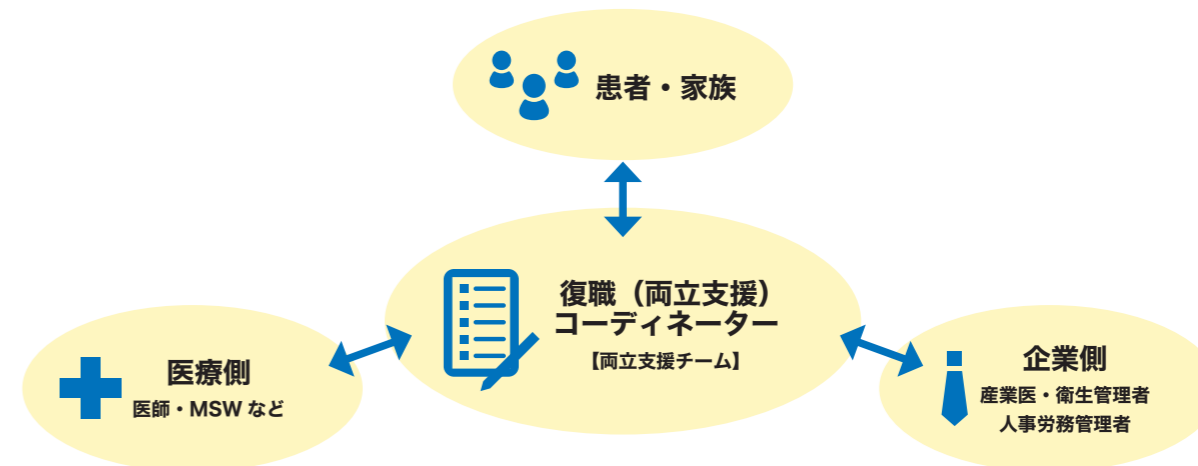 患者・家族
復職（両立支援）
コーディネーター
【両立支援チーム】
医療側
医師・MSW など
企業側
産業医・衛生管理者
人事労務管理者